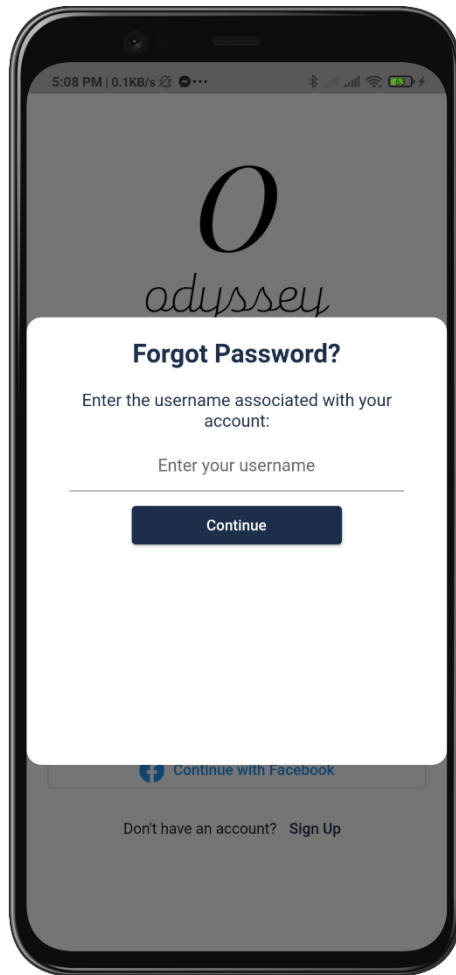 5:08 PM | 0.1KB/s
63
O
odyssey
Forgot Password?
Enter the username associated with your
account:
Enter your username
Continue
Continue with Facebook
Don't have an account? Sign Up